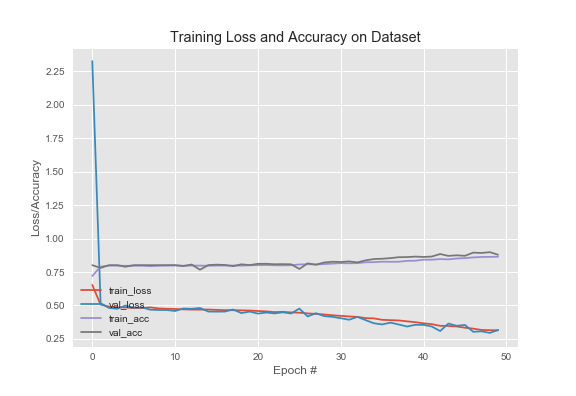 Training Loss and Accuracy on Dataset
2.25
2.00
1.75
1.50
1.25
1.00
0.75
0.50
0.25
Loss/Accuracy
train_loss
val_loss
train_acc
val_acc
0
10
20
30
40
50
Epoch #